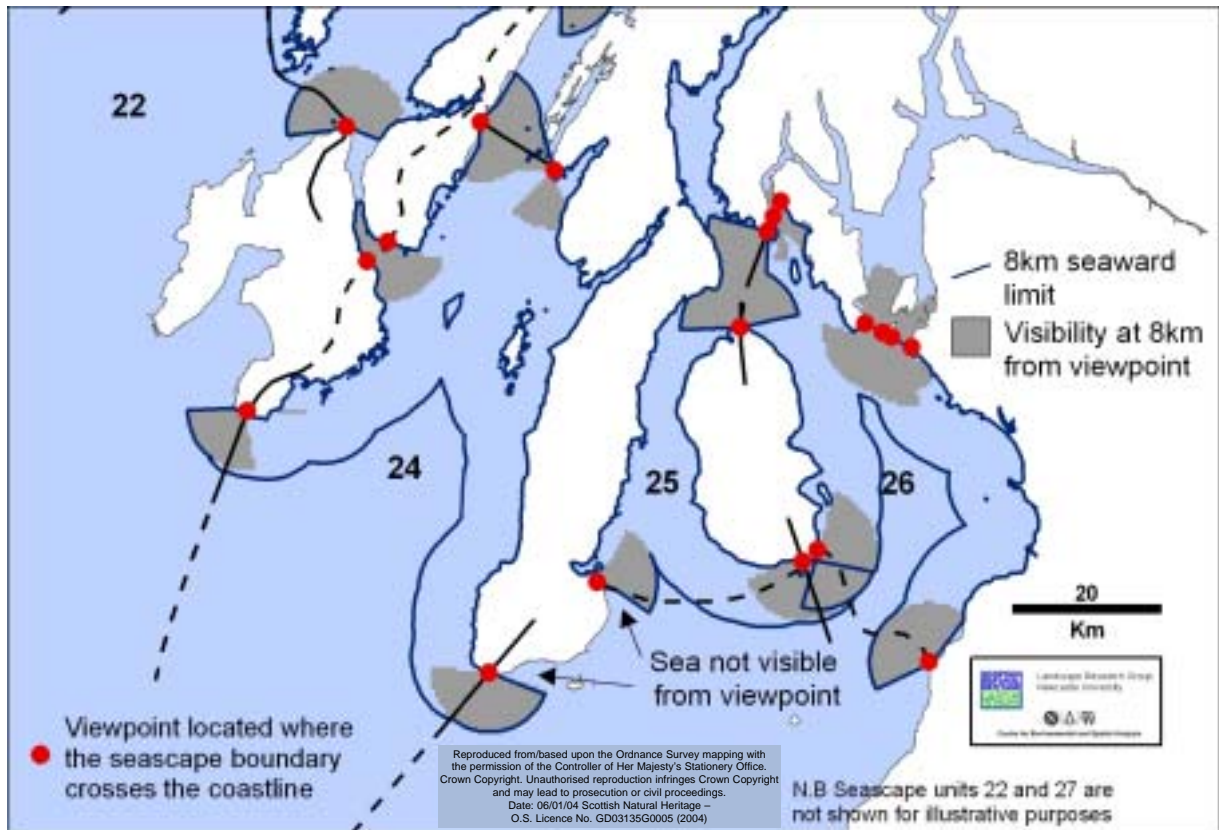 22
8km seaward
limit
Visibility at 8km
from viewpoint
24
25
26
20
Km
Sea not visible
from viewpoint
Landscape Research Group
Newcastle University
Viewpoint located where
the seascape boundary
crosses the coastline
Reproduced from/based upon the Ordnance Survey mapping with
the permission of the Controller of Her Majesty's Stationery Office.
Crown Copyright. Unauthorised reproduction infringes Crown Copyright
and may lead to prosecution or civil proceedings.
Date: 06/01/04 Scottish Natural Heritage –
O.S. Licence No. GD03135G0005 (2004)
N.B Seascape units 22 and 27 are
not shown for illustrative purposes